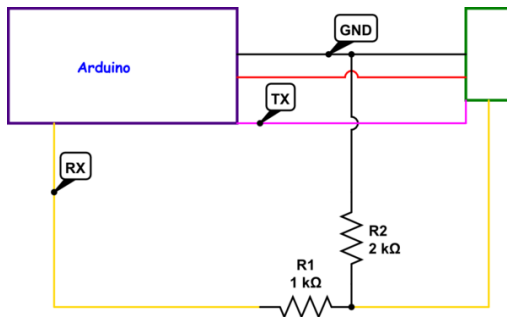 GND
Arduino
TX
RX
R2
2 kΩ
R1
1 kΩ